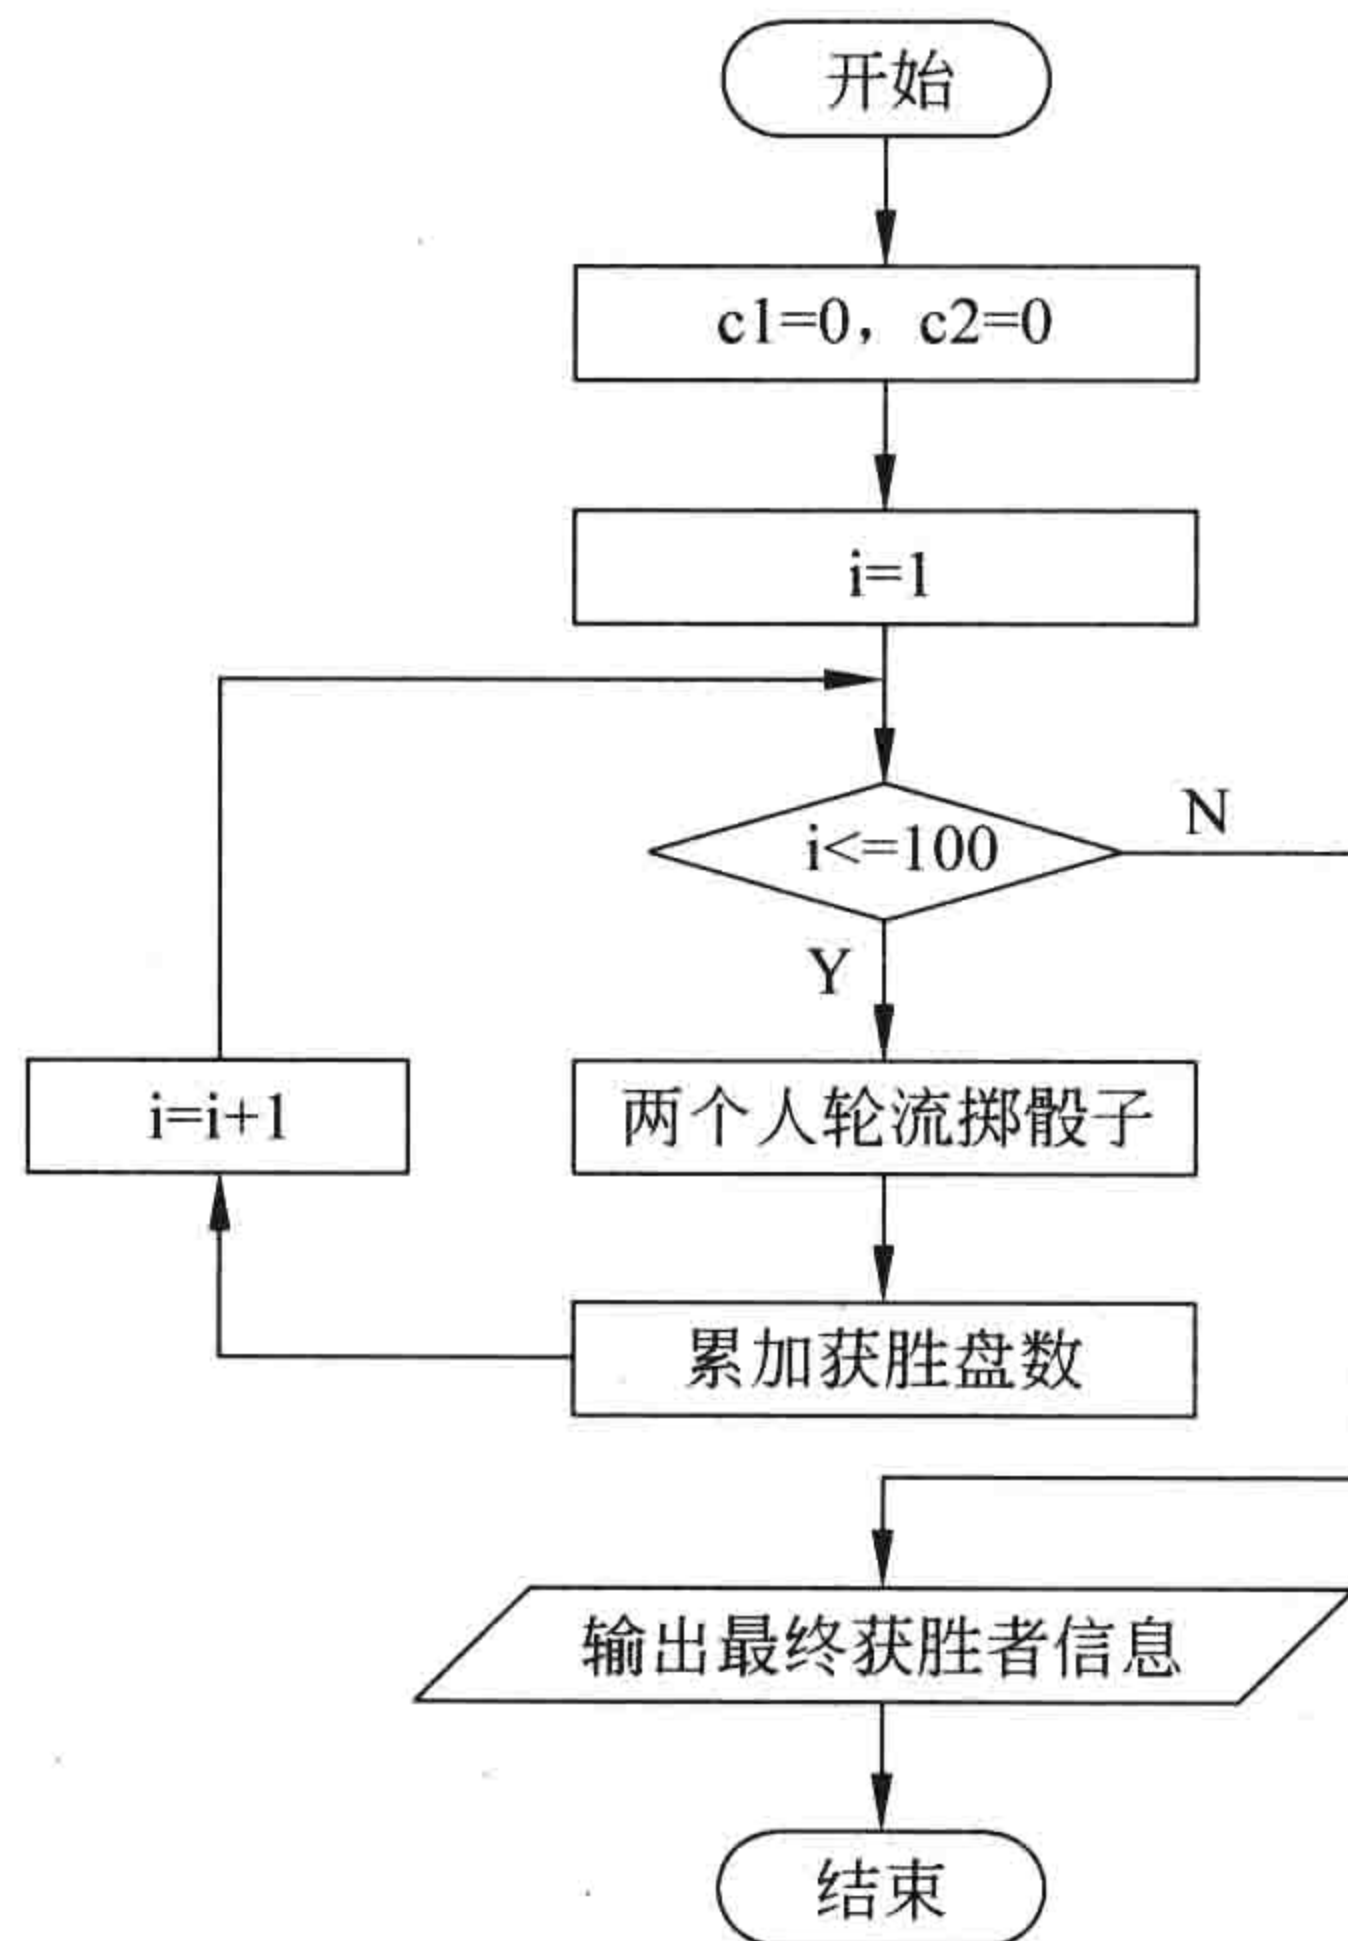 开始
c1=0，c2=0
i=1
i<=100
N
Y
i=i+1
两个人轮流掷骰子
累加获胜盘数
输出最终获胜者信息
结束